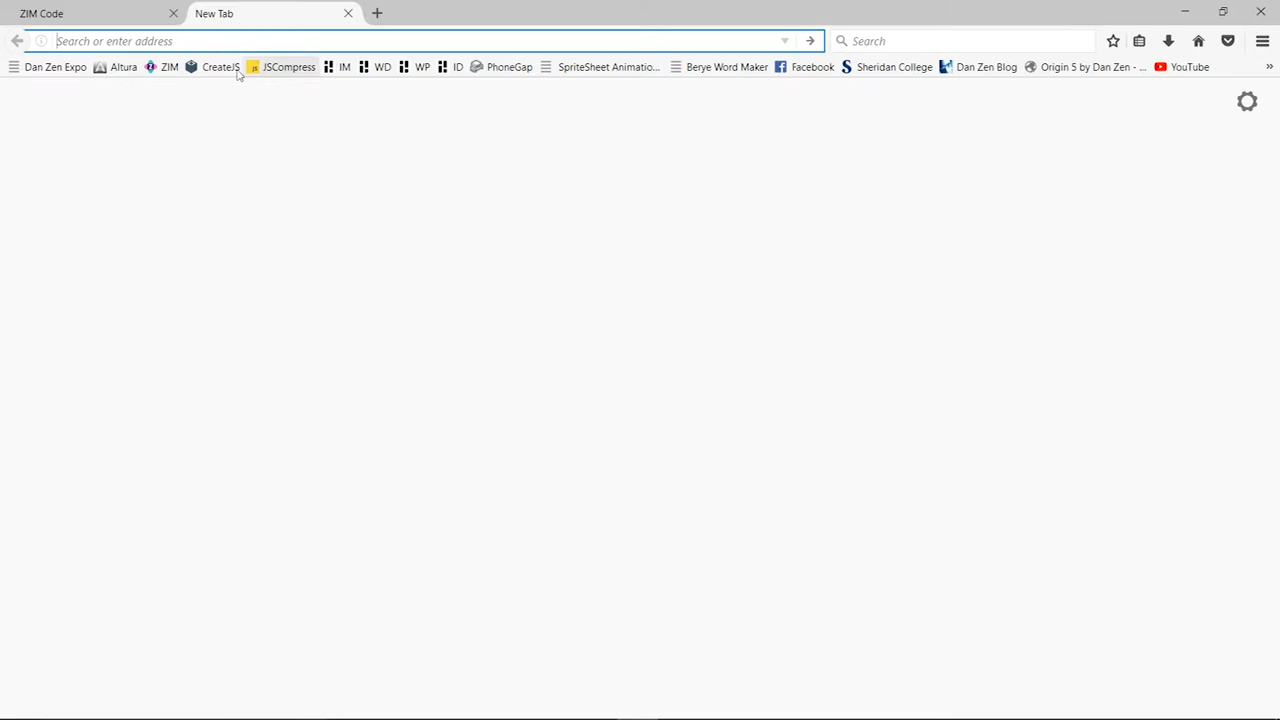 ZIM Code New Tab
Search or enter address Search
Dan Zen Expo Altura ZIM CreateJS JS JSCompress IM WD WP ID PhoneGap SpriteSheet Animatio... Berye Word Maker Facebook Sheridan College Dan Zen Blog Origin 5 by Dan Zen - ... YouTube »